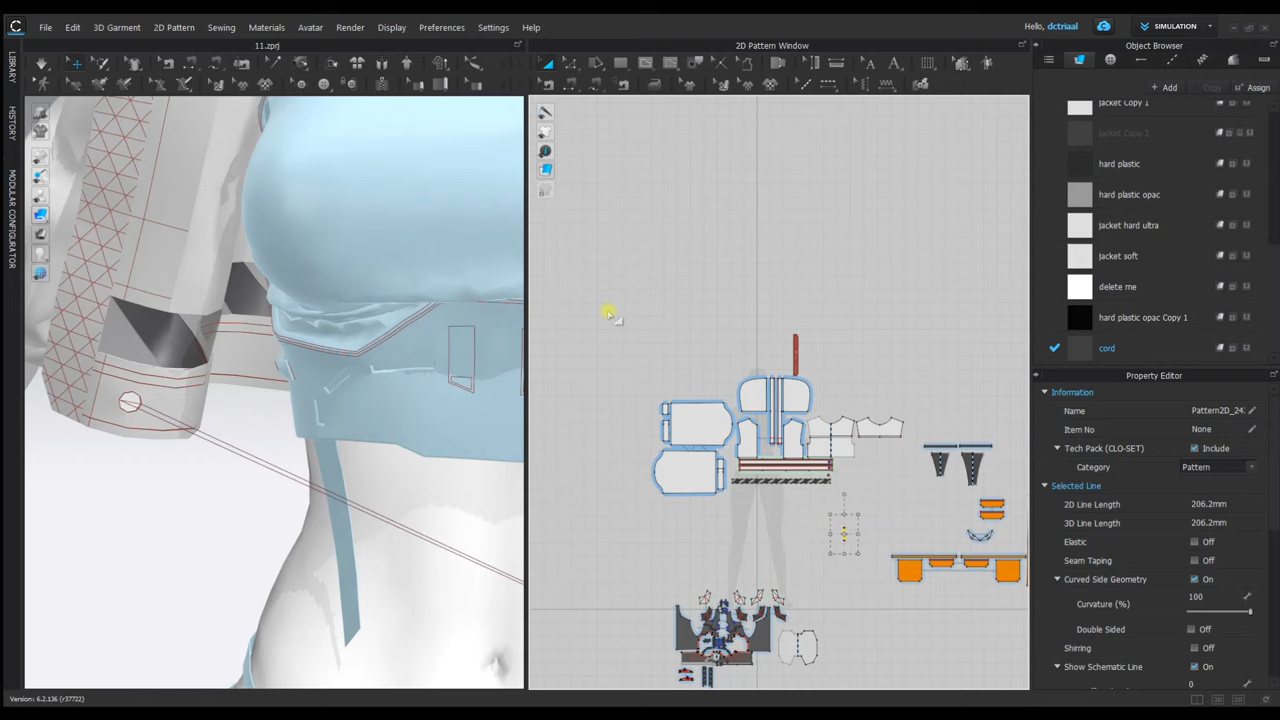 File Edit 3D Garment 2D Pattern Sewing Materials Avatar Render Display Preferences Settings Help
Hello, dctriaal SIMULATION
11.zprj 2D Pattern Window Object Browser
LIBRARY
HISTORY
MODULAR CONFIGURATOR
+ Add Copy Assign
jacket Copy 1
jacket Copy 2
hard plastic
hard plastic opac
jacket hard ultra
jacket soft
delete me
hard plastic opac Copy 1
cord
Property Editor
Information
Name Pattern2D_24:
Item No None
Tech Pack (CLO-SET) Include
Category Pattern
Selected Line
2D Line Length 206.2mm
3D Line Length 206.2mm
Elastic Off
Seam Taping Off
Curved Side Geometry On
Curvature (%) 100
Double Sided Off
Shirring Off
Show Schematic Line On
0
Version: 6.2.136 (r37722)